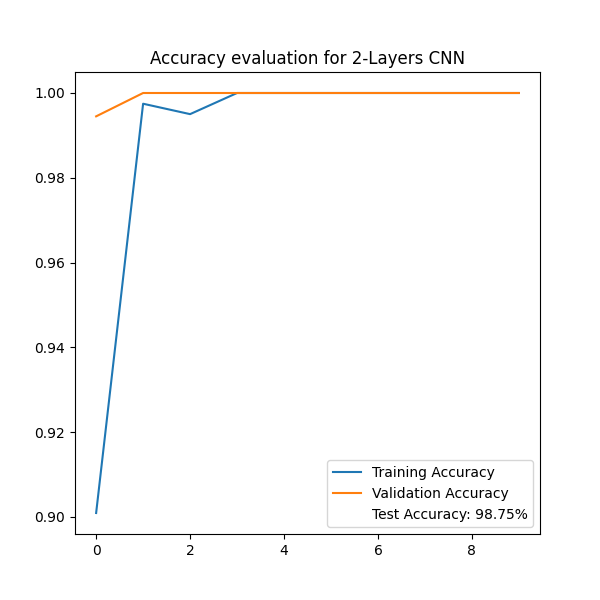 Accuracy evaluation for 2-Layers CNN
1.00
0.98
0.96
0.94
0.92
0.90
Training Accuracy
Validation Accuracy
Test Accuracy: 98.75%
0 2 4 6 8